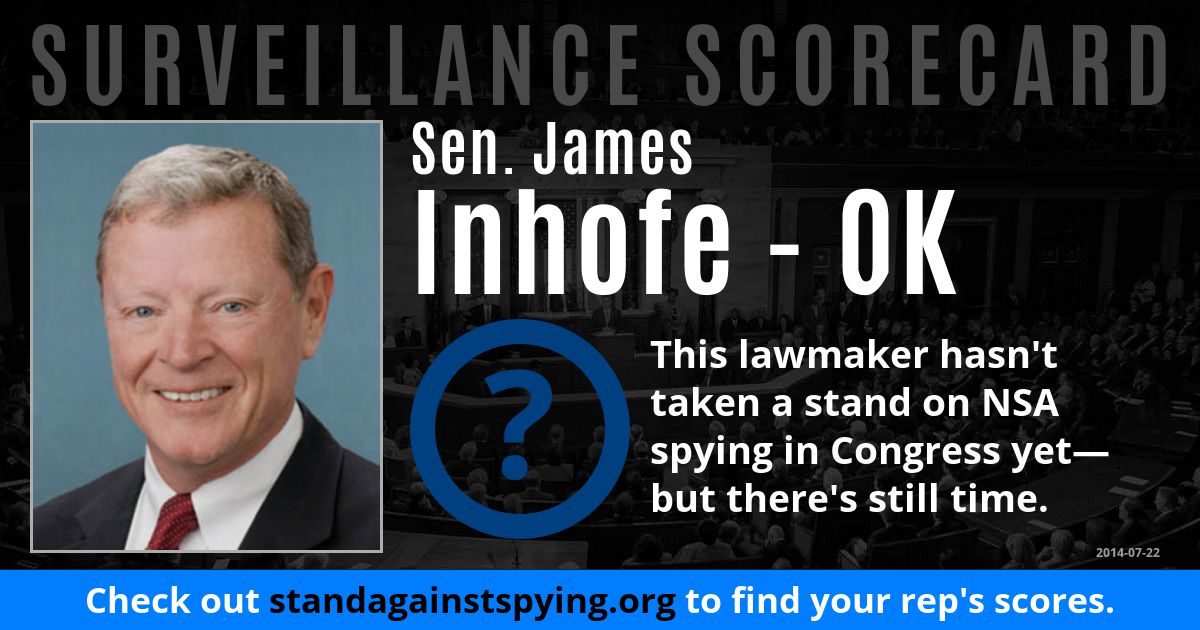 SURVEILLANCE SCORECARD
Sen. James
Inhofe - OK
?
This lawmaker hasn't
taken a stand on NSA
spying in Congress yet—
but there's still time.
2014-07-22
Check out standagainstspying.org to find your rep's scores.